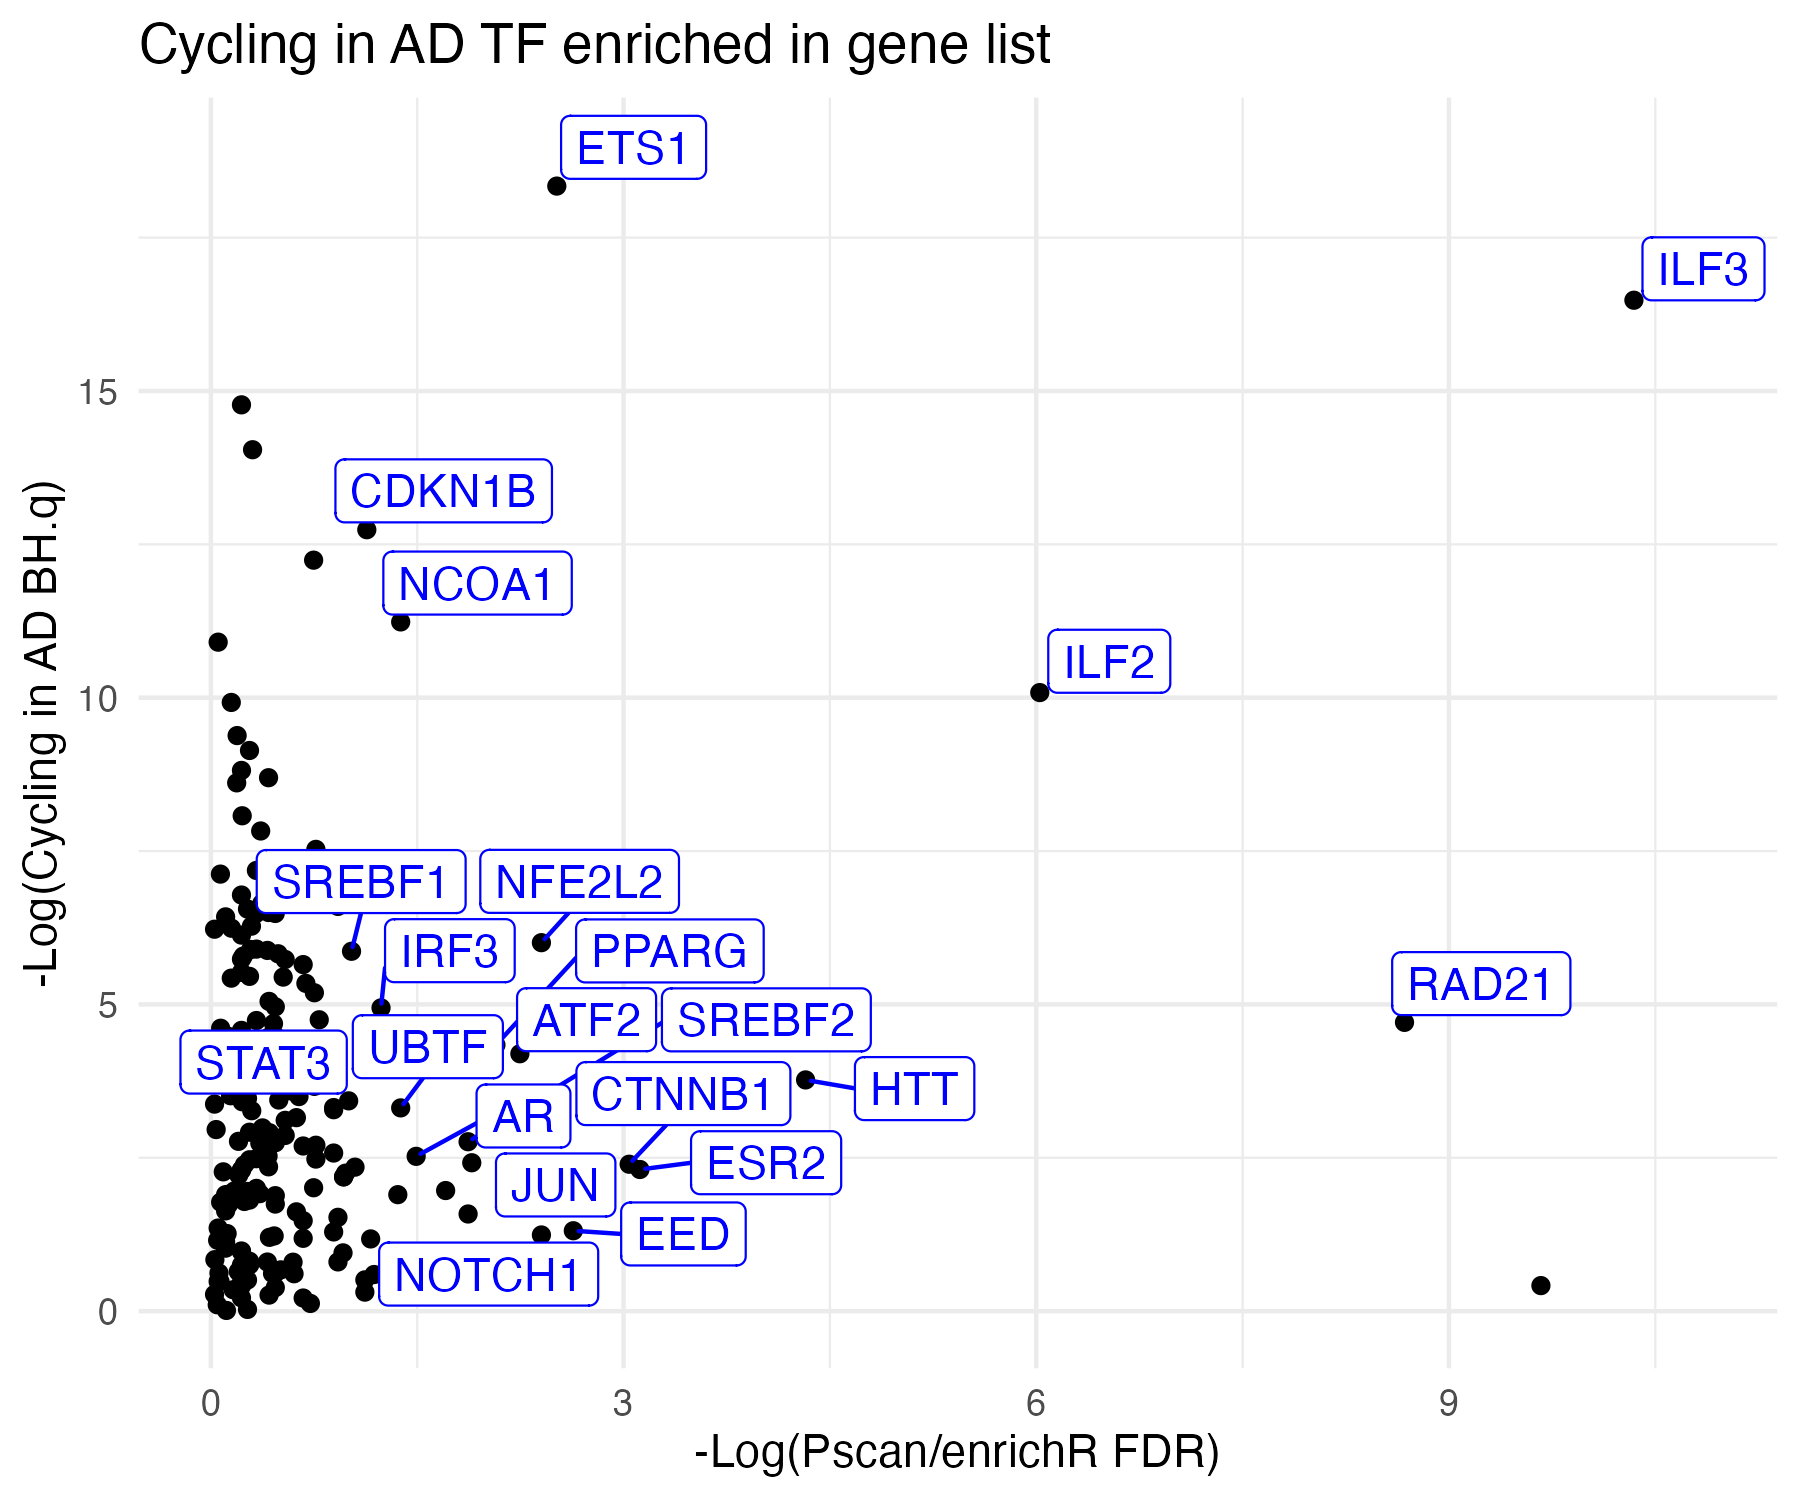 Cycling in AD TF enriched in gene list
ETS1
ILF3
15
CDKN1B
NCOA1
ILF2
10
SREBF1
NFE2L2
IRF3
PPARG
RAD21
5
ATF2
SREBF2
UBTF
STAT3
HTT
CTNNB1
AR
ESR2
JUN
EED
NOTCH1
0
0
3
6
9
-Log(Pscan/enrichR FDR)
-Log(Cycling in AD BH.q)